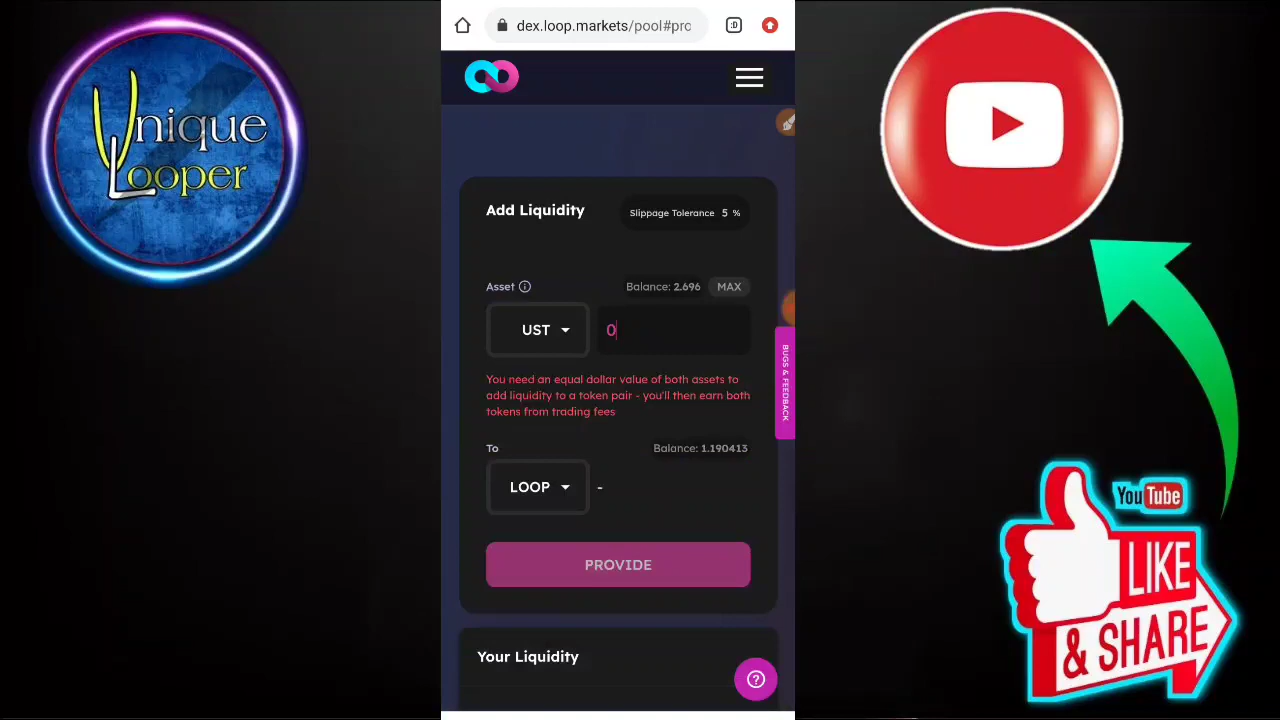 Unique
Looper
:D
dex.loop.markets/pool#pro
Add Liquidity
Slippage Tolerance 5 %
Asset
Balance: 2.696 MAX
UST
0
You need an equal dollar value of both assets to
add liquidity to a token pair - you'll then earn both
tokens from trading fees
To
Balance: 1.190413
LOOP
-
PROVIDE
Your Liquidity
?
BUGS & FEEDBACK
YouTube
LIKE
& SHARE